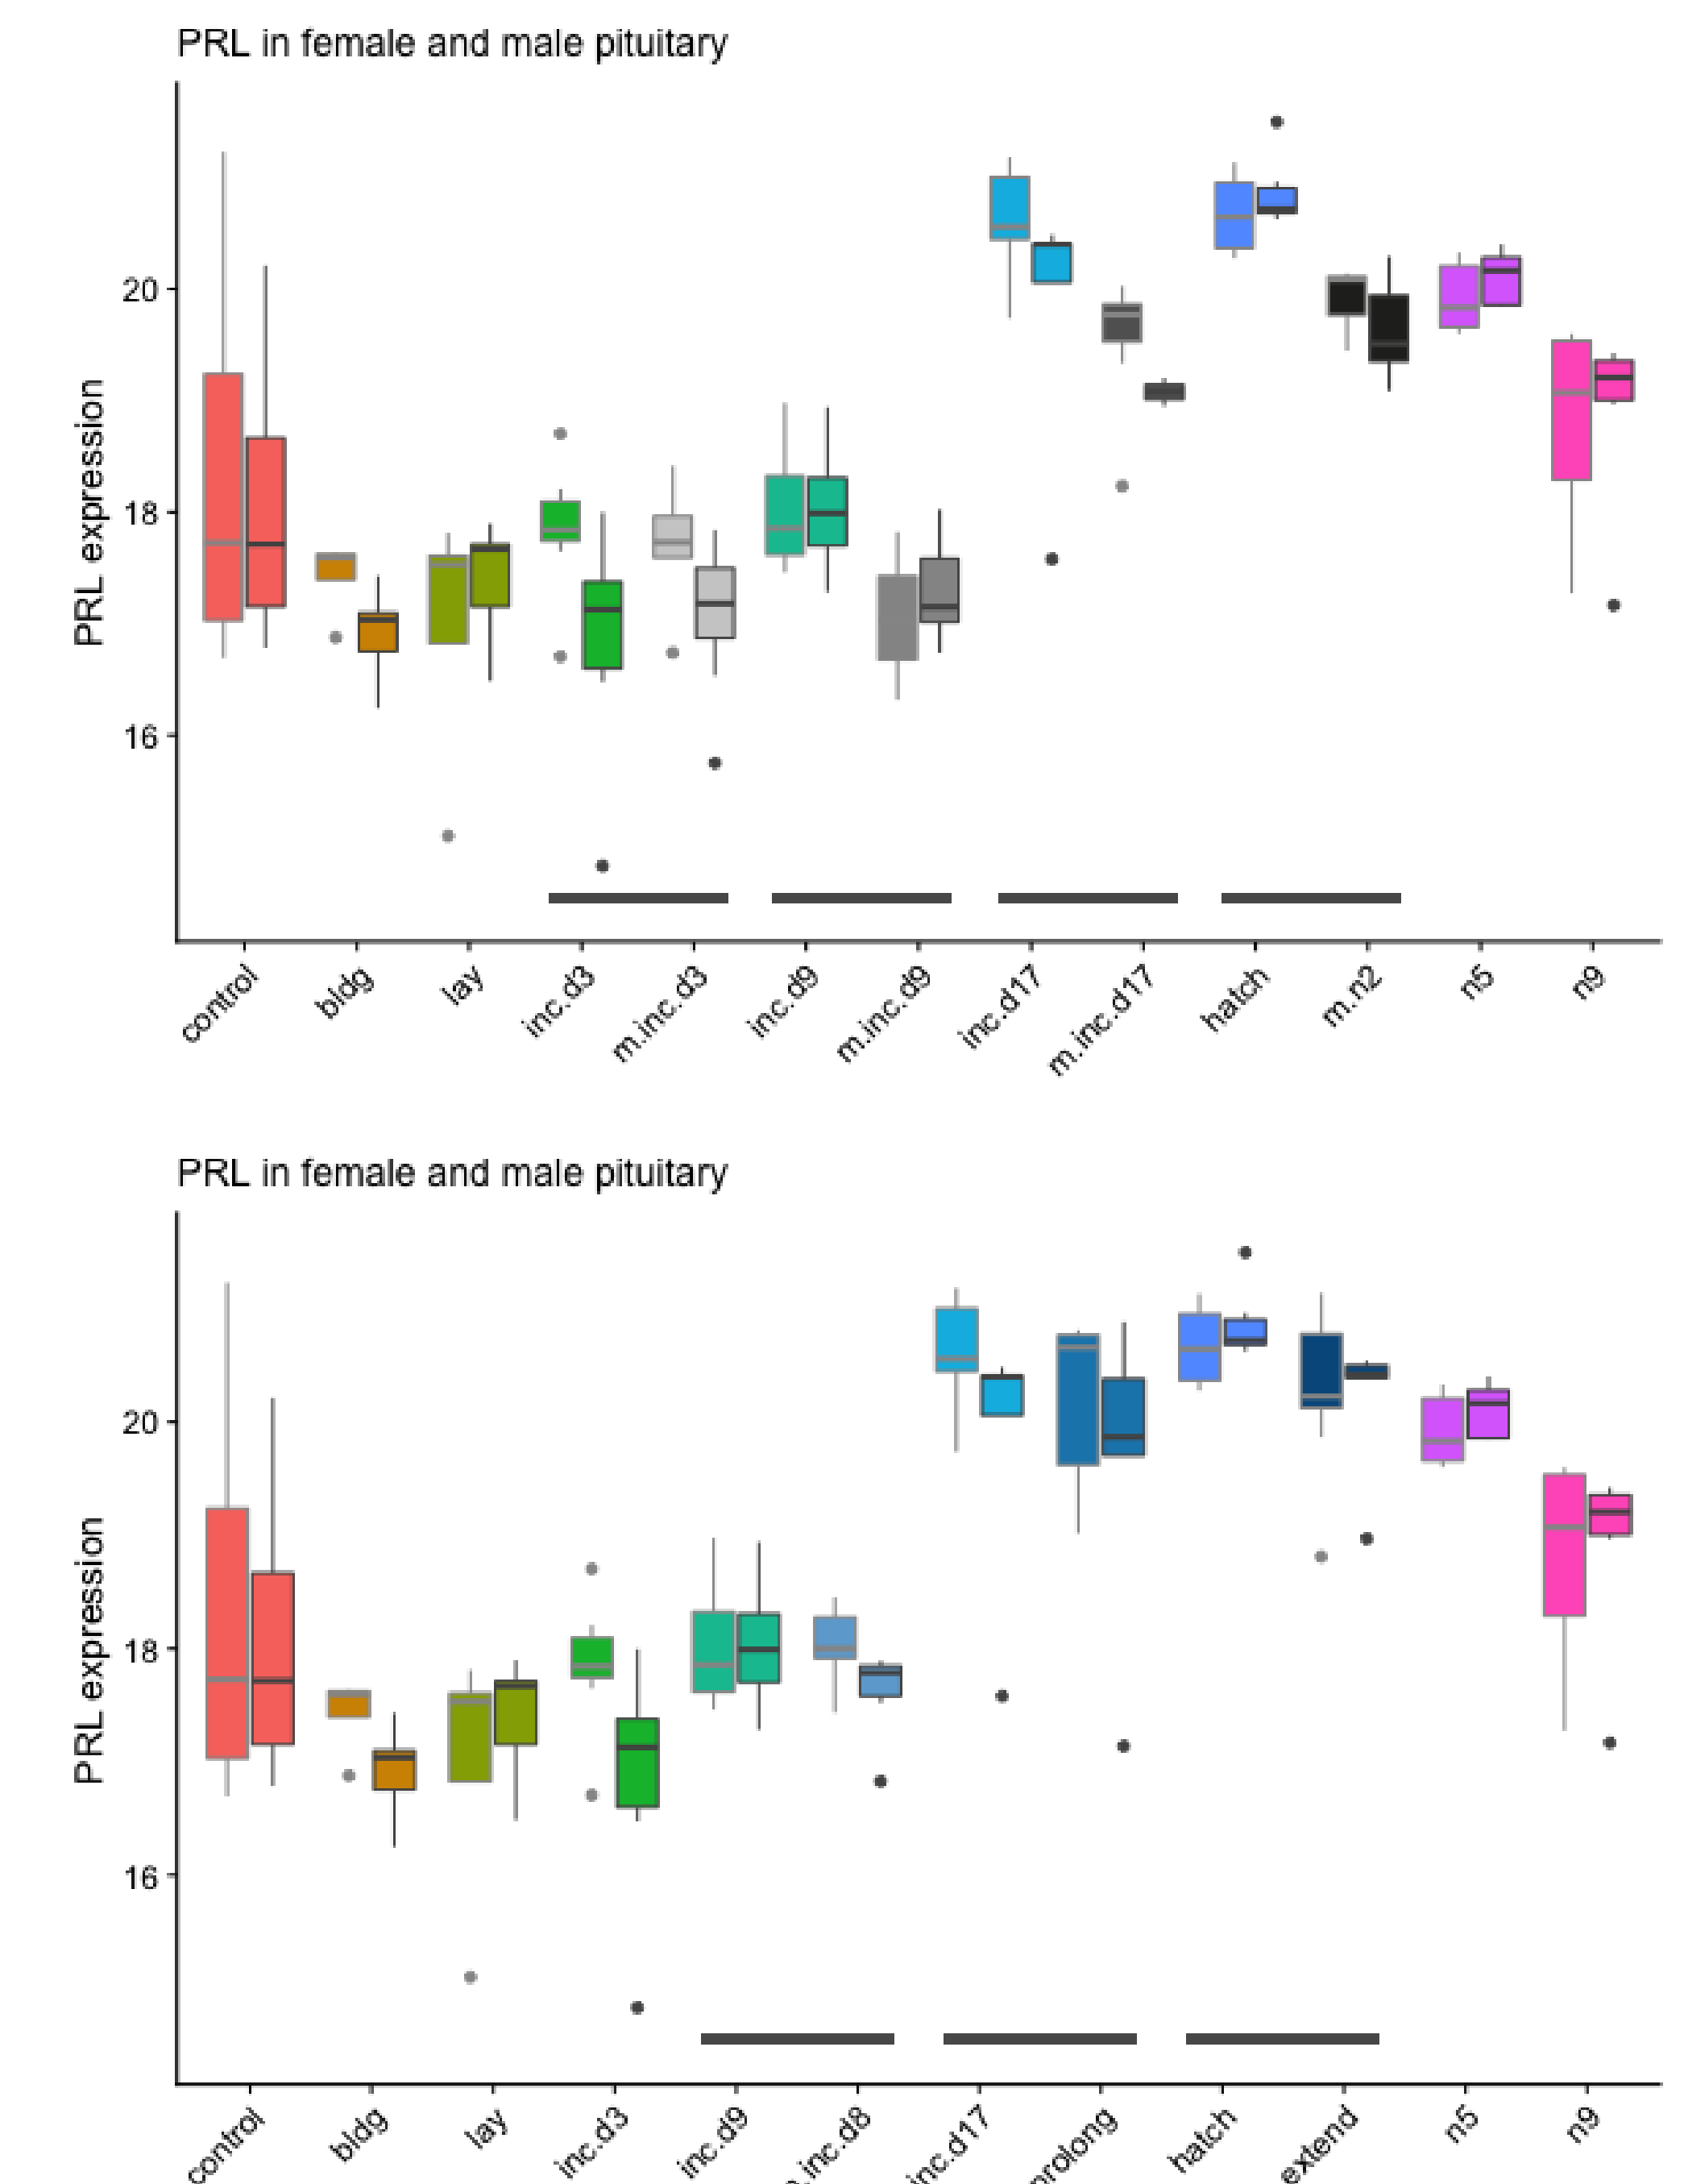 PRL in female and male pituitary
PRL expression
20
18
16
control
bldg
lay
inc.d3
m.inc.d3
inc.d9
m.inc.d9
inc.d17
m.inc.d17
hatch
m.n2
n5
n9
PRL in female and male pituitary
PRL expression
20
18
16
control
bldg
lay
inc.d3
inc.d9
inc.d8
inc.d17
prolong
hatch
extend
n5
n9